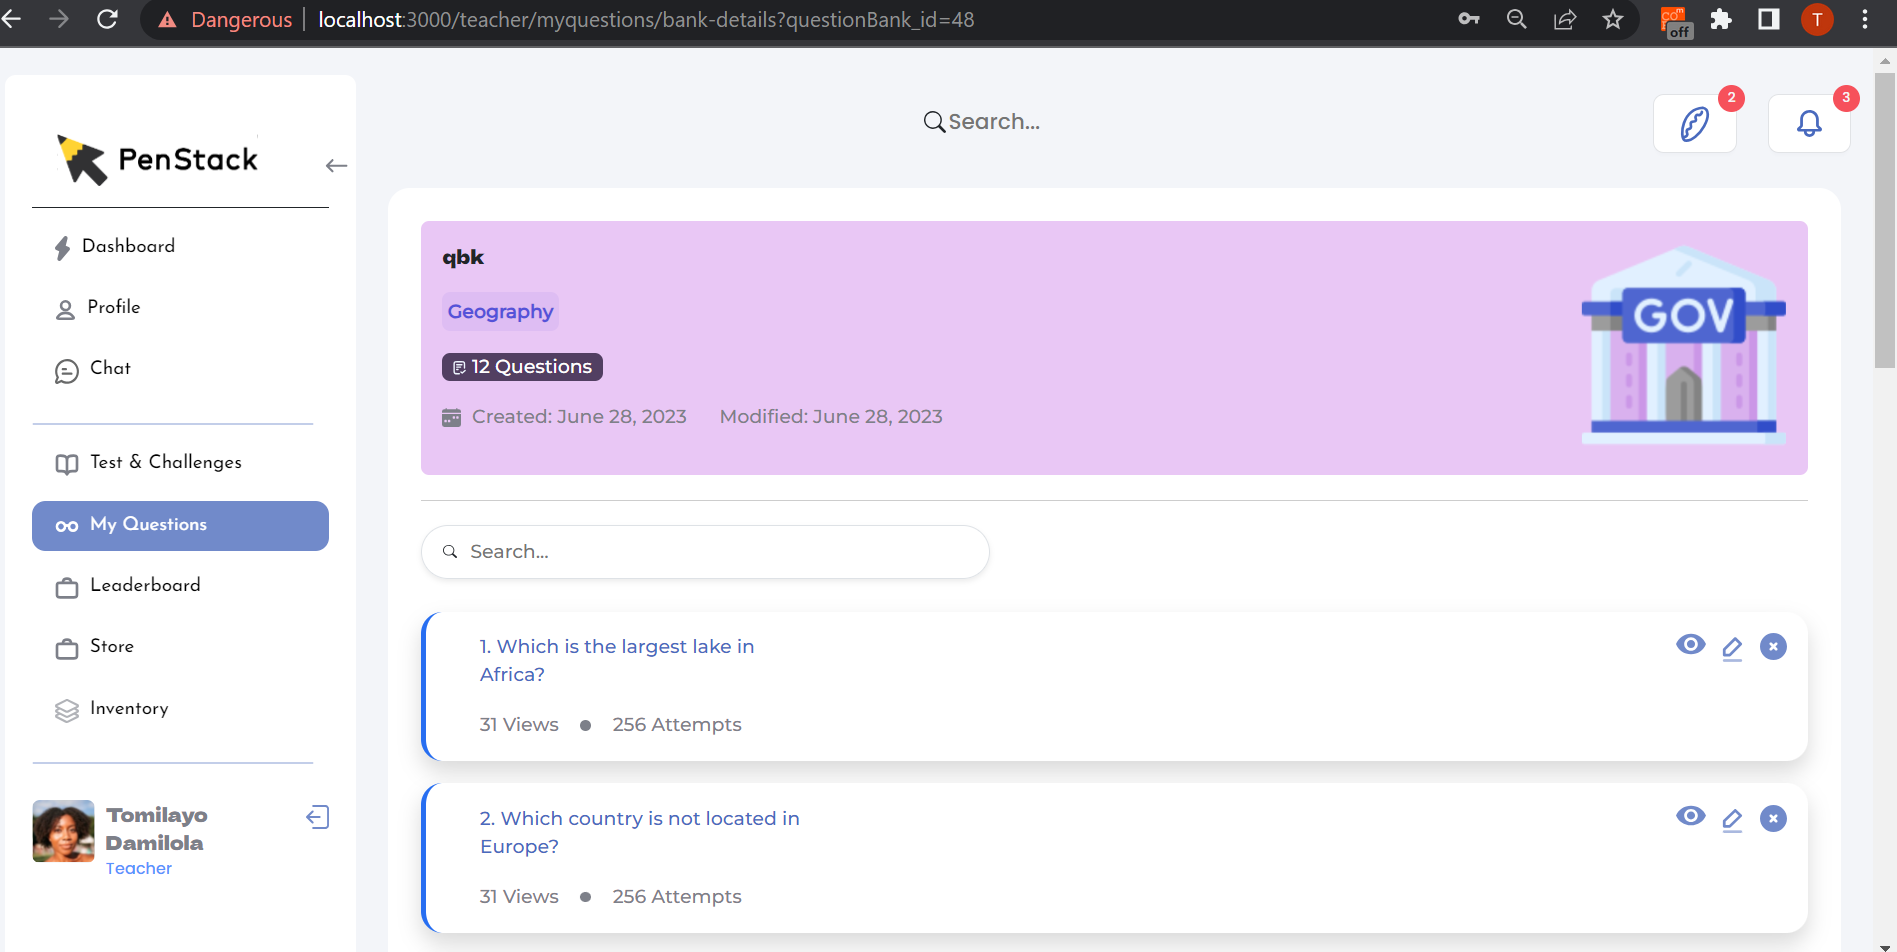 Dangerous
localhost:3000/teacher/myquestions/bank-details?questionBank_id=48
com
off
T
PenStack
Search...
2
3
Dashboard
Profile
Chat
Test & Challenges
My Questions
Leaderboard
Store
Inventory
Tomilayo
Damilola
Teacher
qbk
Geography
12 Questions
Created: June 28, 2023 Modified: June 28, 2023
GOV
Search...
1. Which is the largest lake in
Africa?
31 Views ● 256 Attempts
2. Which country is not located in
Europe?
31 Views ● 256 Attempts